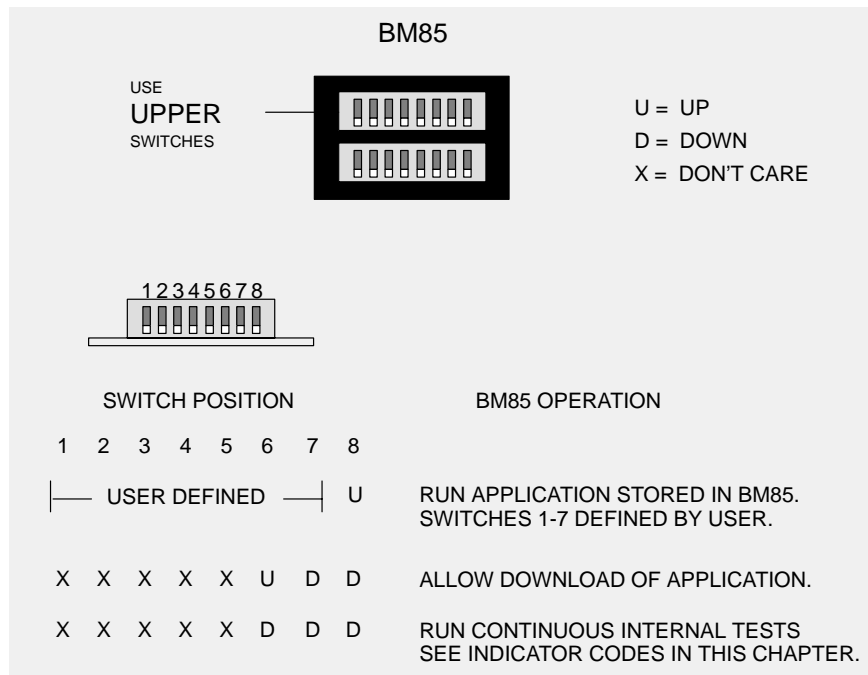 BM85
USE
UPPER
SWITCHES
U = UP
D = DOWN
X = DON'T CARE
12345678
SWITCH POSITION BM85 OPERATION
1 2 3 4 5 6 7 8
USER DEFINED U RUN APPLICATION STORED IN BM85.
SWITCHES 1-7 DEFINED BY USER.
X X X X X U D D ALLOW DOWNLOAD OF APPLICATION.
X X X X X D D D RUN CONTINUOUS INTERNAL TESTS
SEE INDICATOR CODES IN THIS CHAPTER.